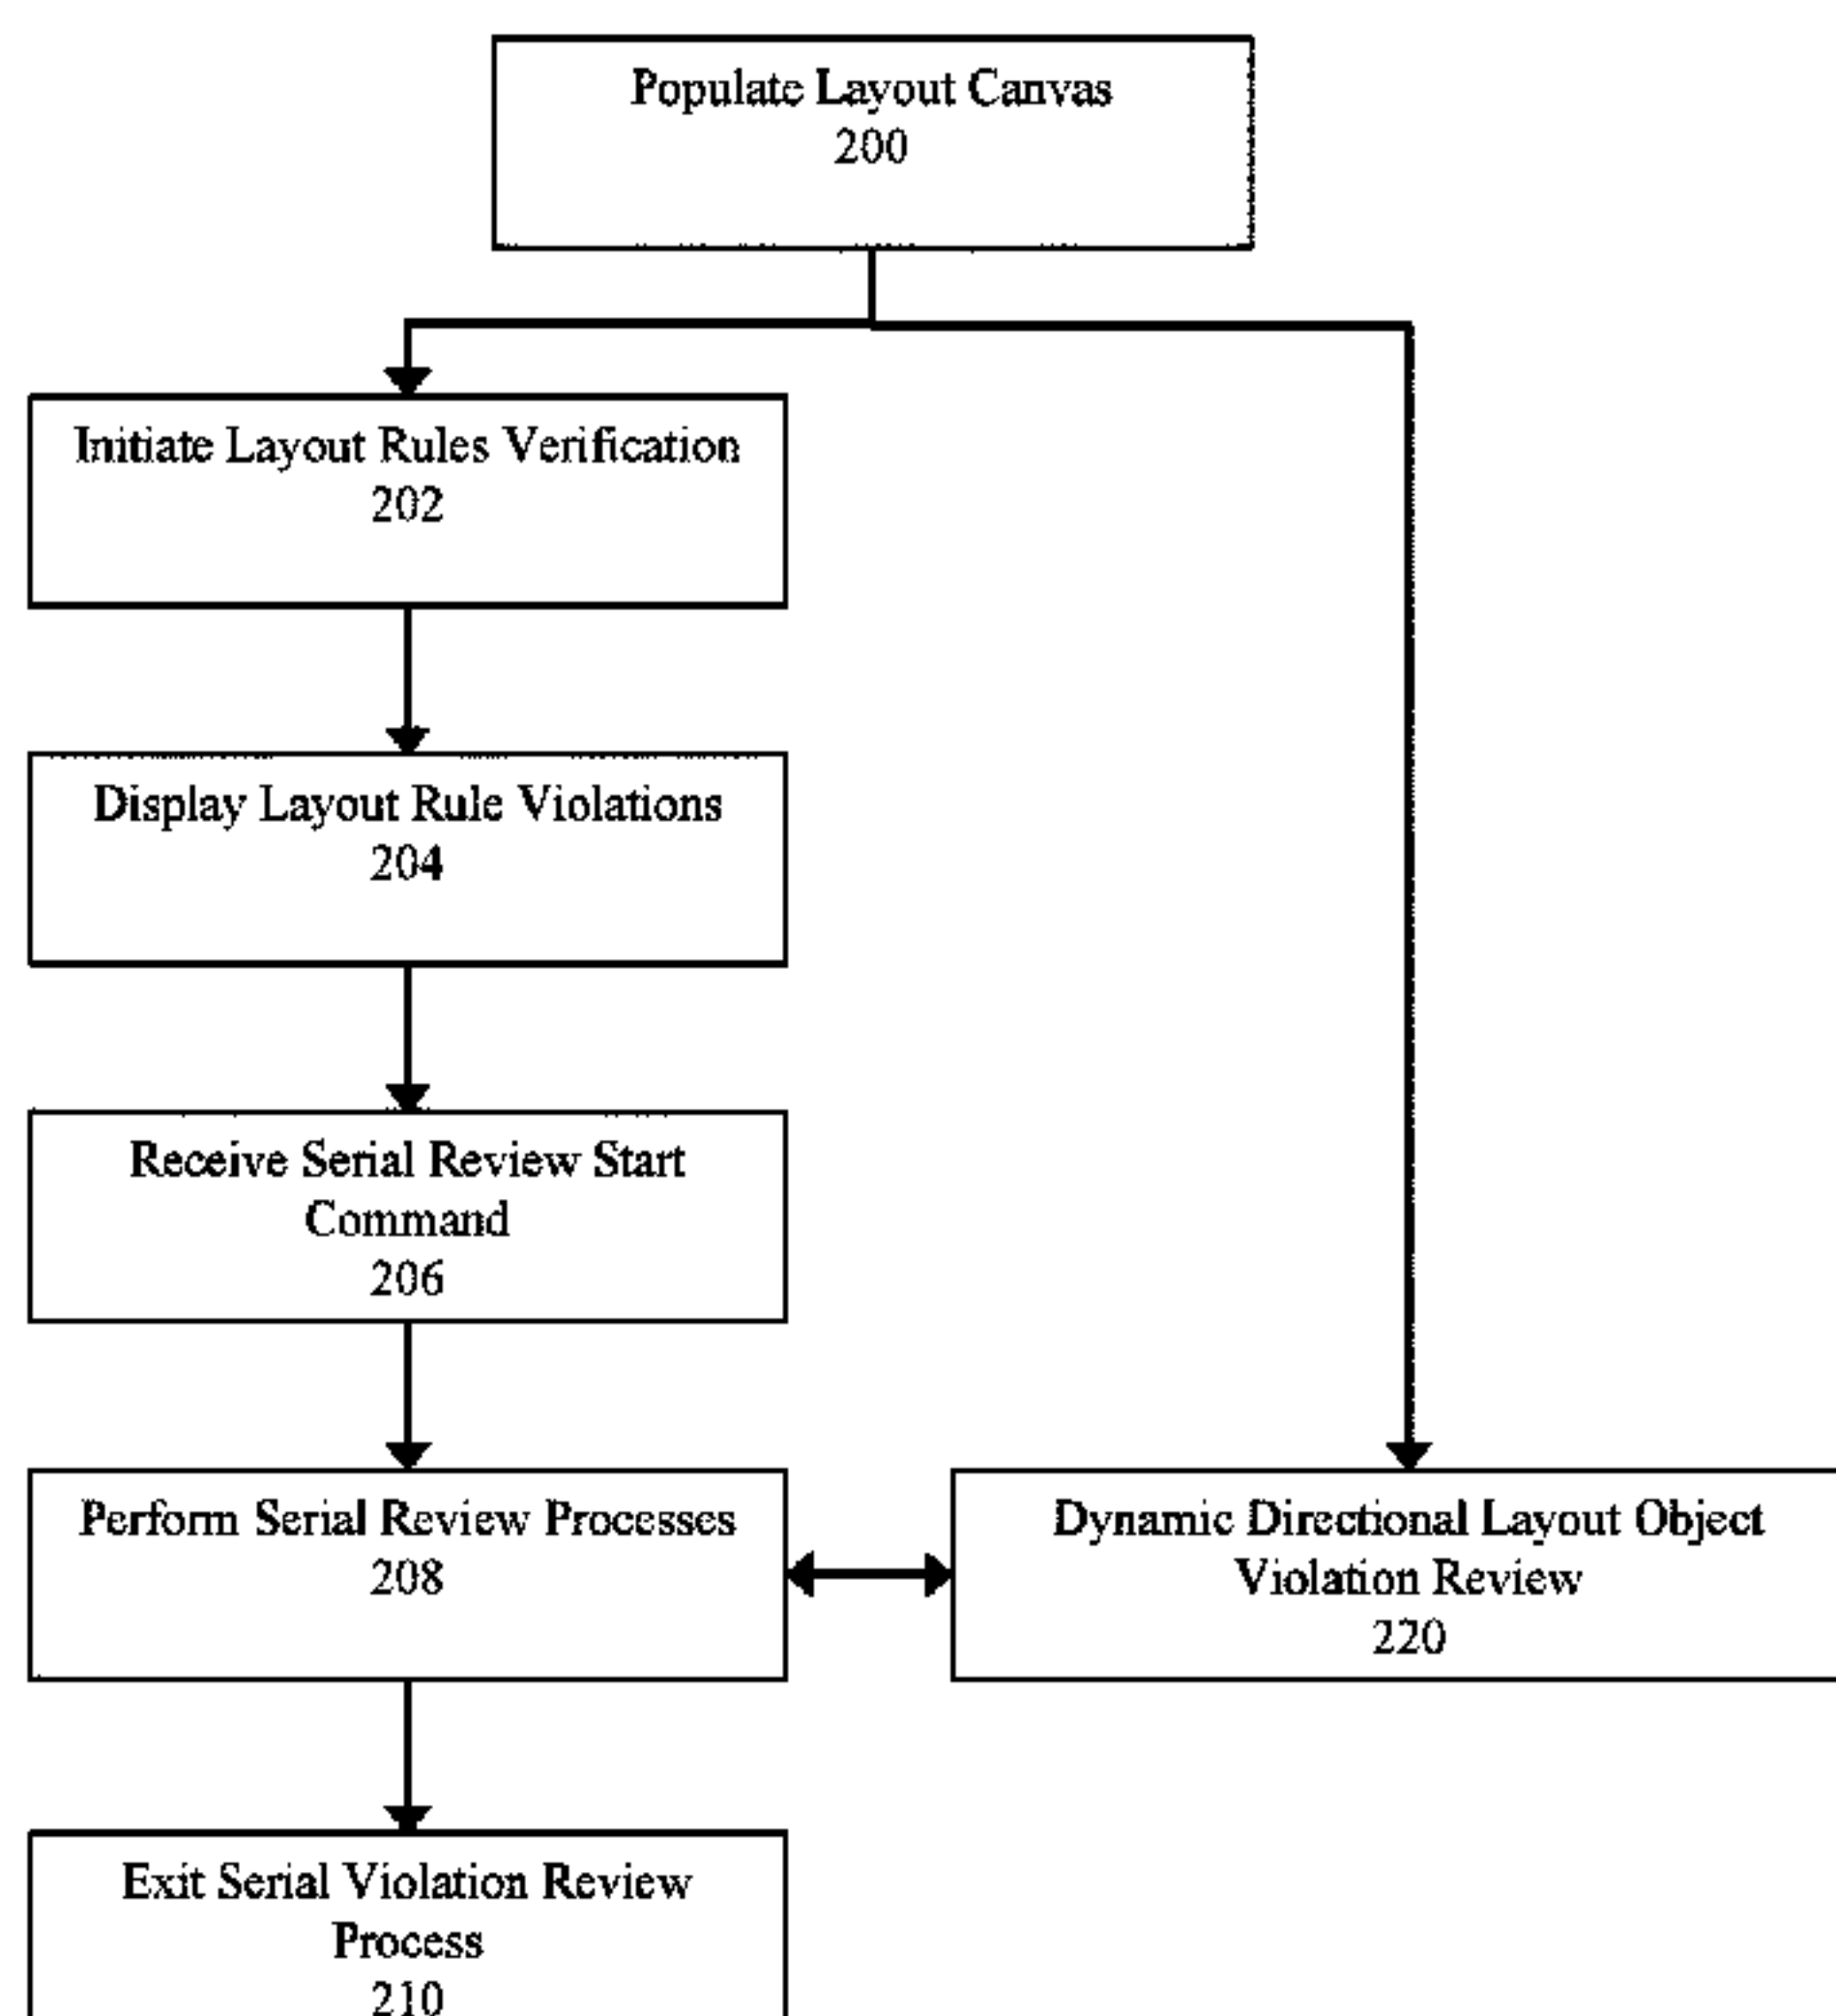 Populate Layout Canvas
200
Initiate Layout Rules Verification
202
Display Layout Rule Violations
204
Receive Serial Review Start
Command
206
Perform Serial Review Processes
208
Dynamic Directional Layout Object
Violation Review
220
Exit Serial Violation Review
Process
210